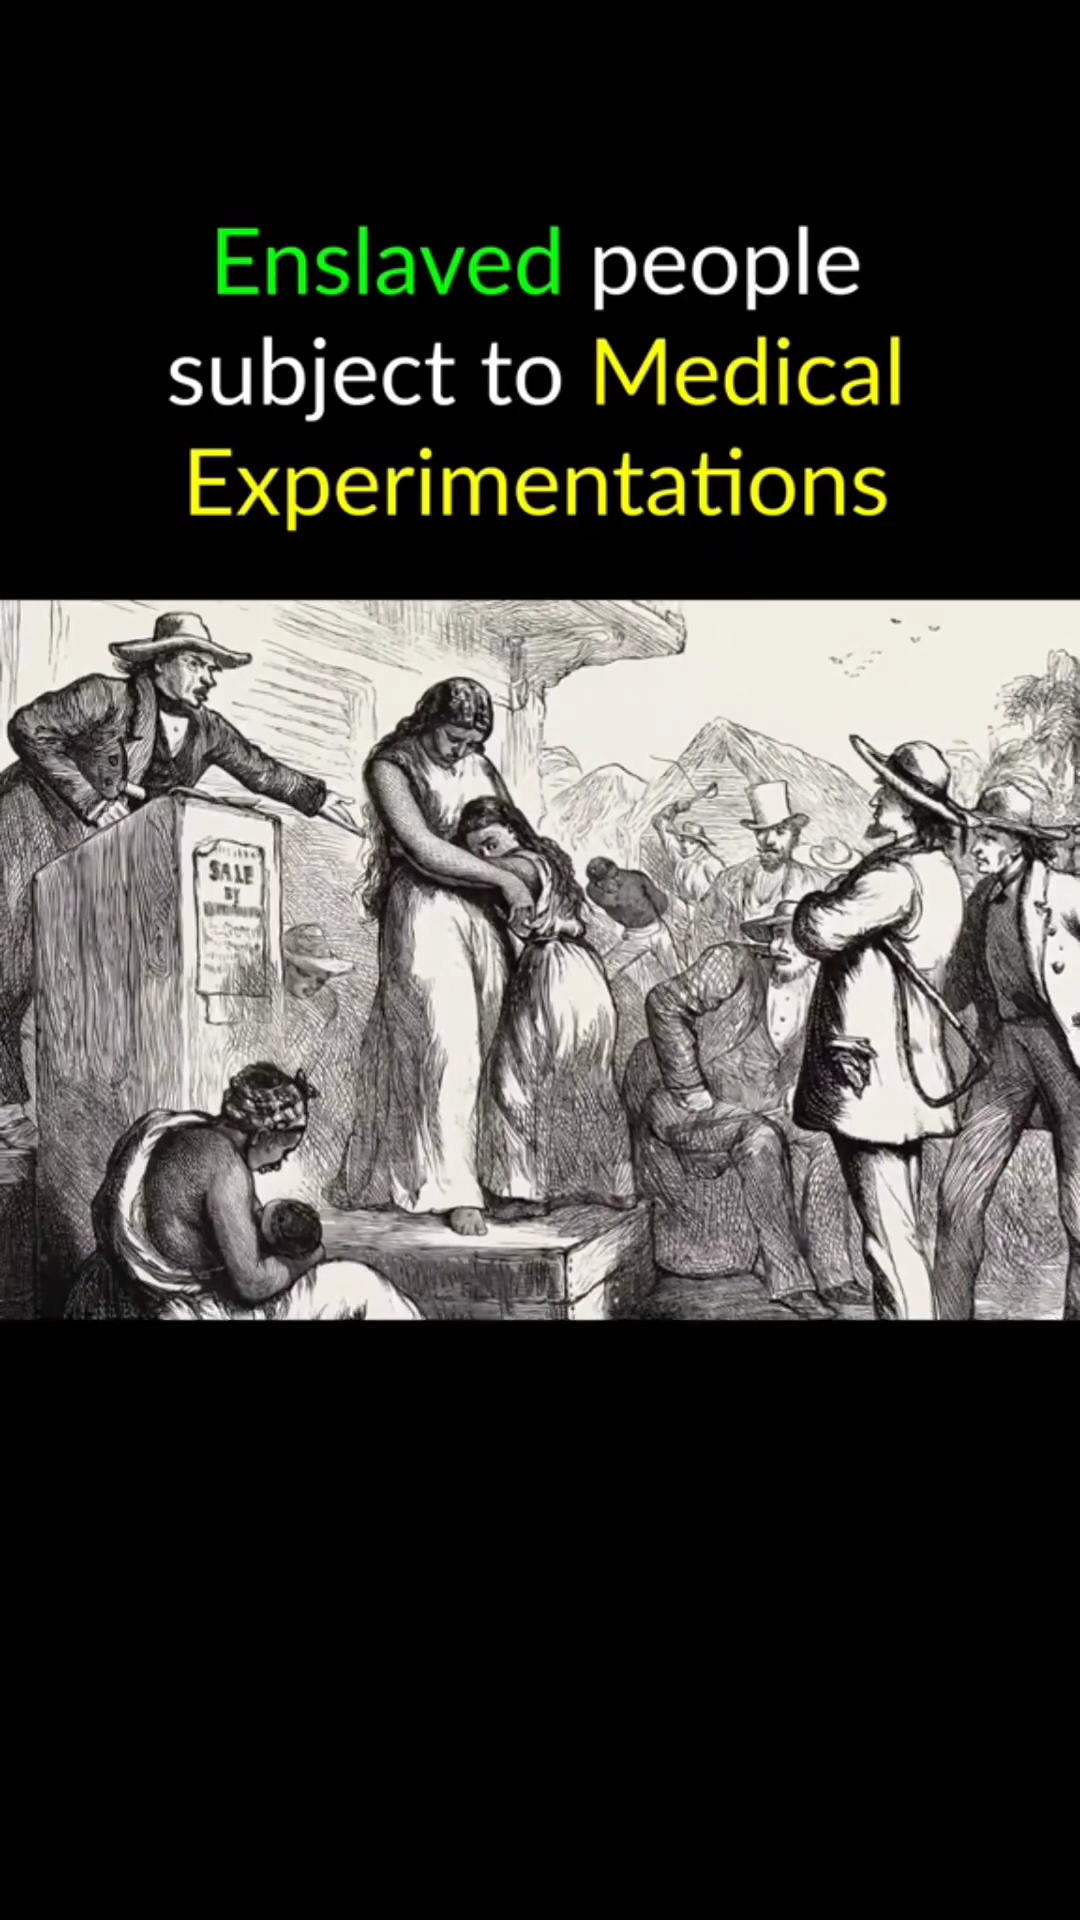 Enslaved people
subject to Medical
Experimentations
SALE
BY